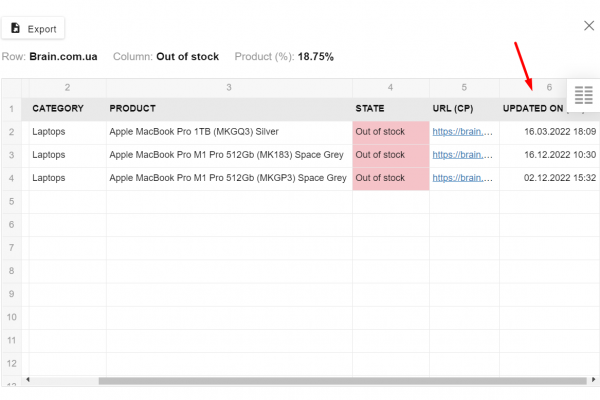 Export
Row: Brain.com.ua Column: Out of stock Product (%): 18.75%
2 3 4 5 6
1 CATEGORY PRODUCT STATE URL (CP) UPDATED ON
2 Laptops Apple MacBook Pro 1TB (MKGQ3) Silver Out of stock https://brain.... 16.03.2022 18:09
3 Laptops Apple MacBook Pro M1 Pro 512Gb (MK183) Space Grey Out of stock https://brain.... 16.12.2022 10:30
4 Laptops Apple MacBook Pro M1 Pro 512Gb (MKGP3) Space Grey Out of stock https://brain.... 02.12.2022 15:32
5
6
7
8
9
10
11
12